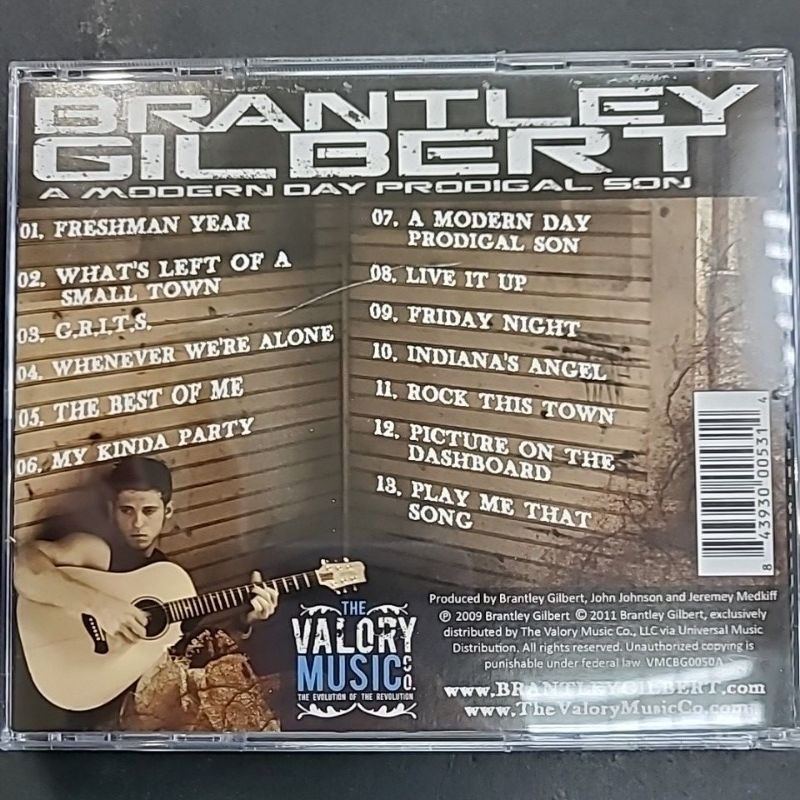 BRANTLEY
GILBERT
A MODERN DAY PRODIGAL SON
01. FRESHMAN YEAR
02. WHAT'S LEFT OF A
SMALL TOWN
03. G.R.I.T.S.
04. WHENEVER WE'RE ALONE
05. THE BEST OF ME
06. MY KINDA PARTY
07. A MODERN DAY
PRODIGAL SON
08. LIVE IT UP
09. FRIDAY NIGHT
10. INDIANA'S ANGEL
11. ROCK THIS TOWN
12. PICTURE ON THE
DASHBOARD
13. PLAY ME THAT
SONG
8 43930 00531 4
THE
VALORY
MUSIC CO.
THE EVOLUTION OF THE REVOLUTION
Produced by Brantley Gilbert, John Johnson and Jeremey Medkiff
℗ 2009 Brantley Gilbert © 2011 Brantley Gilbert, exclusively
distributed by The Valory Music Co., LLC via Universal Music
Distribution. All rights reserved. Unauthorized copying is
punishable under federal law. VMCBG0050A
www.BRANTLEYGILBERT.com
www.TheValoryMusicCo.com